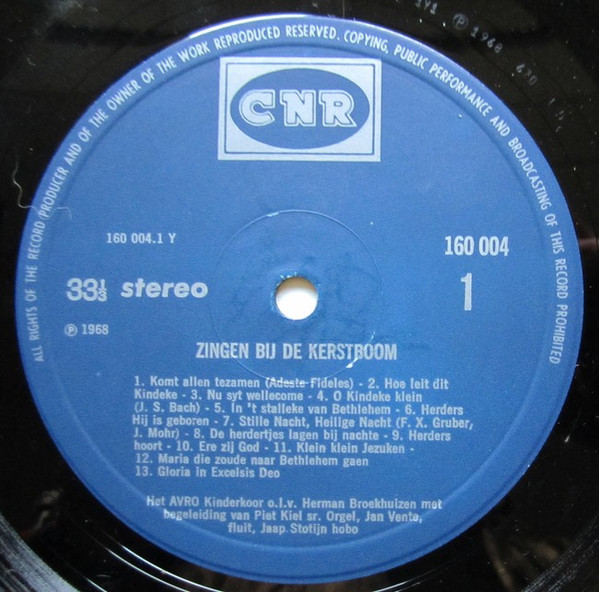 ALL RIGHTS OF THE RECORD PRODUCER AND OF THE OWNER OF THE WORK REPRODUCED RESERVED. COPYING, PUBLIC PERFORMANCE AND BROADCASTING OF THIS RECORD PROHIBITED
℗ 1968 670
CNR
160 004.1 Y
160 004
33⅓ stereo
1
℗ 1968
ZINGEN BIJ DE KERSTBOOM
1. Komt allen tezamen (Adeste Fideles) - 2. Hoe leit dit
Kindeke - 3. Nu syt wellecome - 4. O Kindeke klein
(J. S. Bach) - 5. In 't stalleke van Bethlehem - 6. Herders
Hij is geboren - 7. Stille Nacht, Heilige Nacht (F. X. Gruber,
J. Mohr) - 8. De herdertjes lagen bij nachte - 9. Herders
hoort - 10. Ere zij God - 11. Klein klein Jezuken -
12. Maria die zoude naar Bethlehem gaen
13. Gloria in Excelsis Deo
Het AVRO Kinderkoor o.l.v. Herman Broekhuizen met
begeleiding van Piet Kiel sr. Orgel, Jan Vente,
fluit, Jaap Stotijn hobo